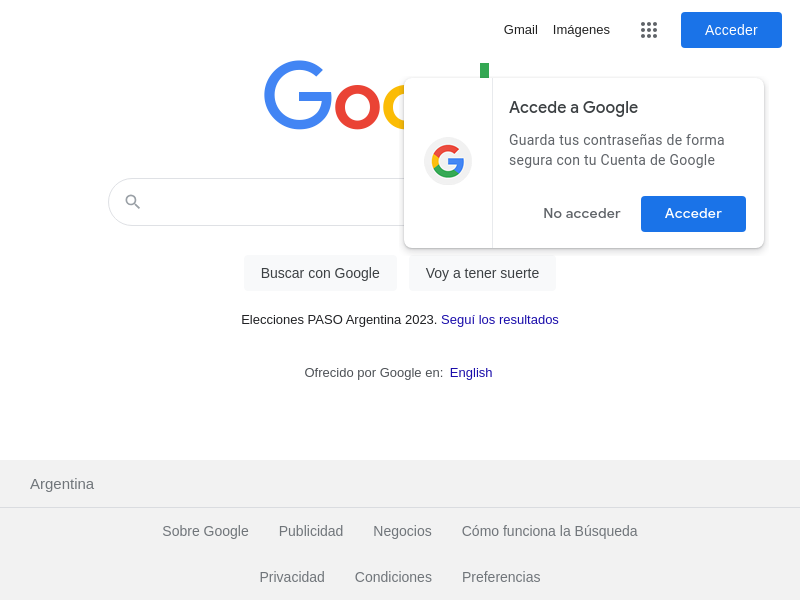 Gmail Imágenes Acceder
Accede a Google
Guarda tus contraseñas de forma
segura con tu Cuenta de Google
No acceder Acceder
Buscar con Google Voy a tener suerte
Elecciones PASO Argentina 2023. Seguí los resultados
Ofrecido por Google en: English
Argentina
Sobre Google Publicidad Negocios Cómo funciona la Búsqueda
Privacidad Condiciones Preferencias